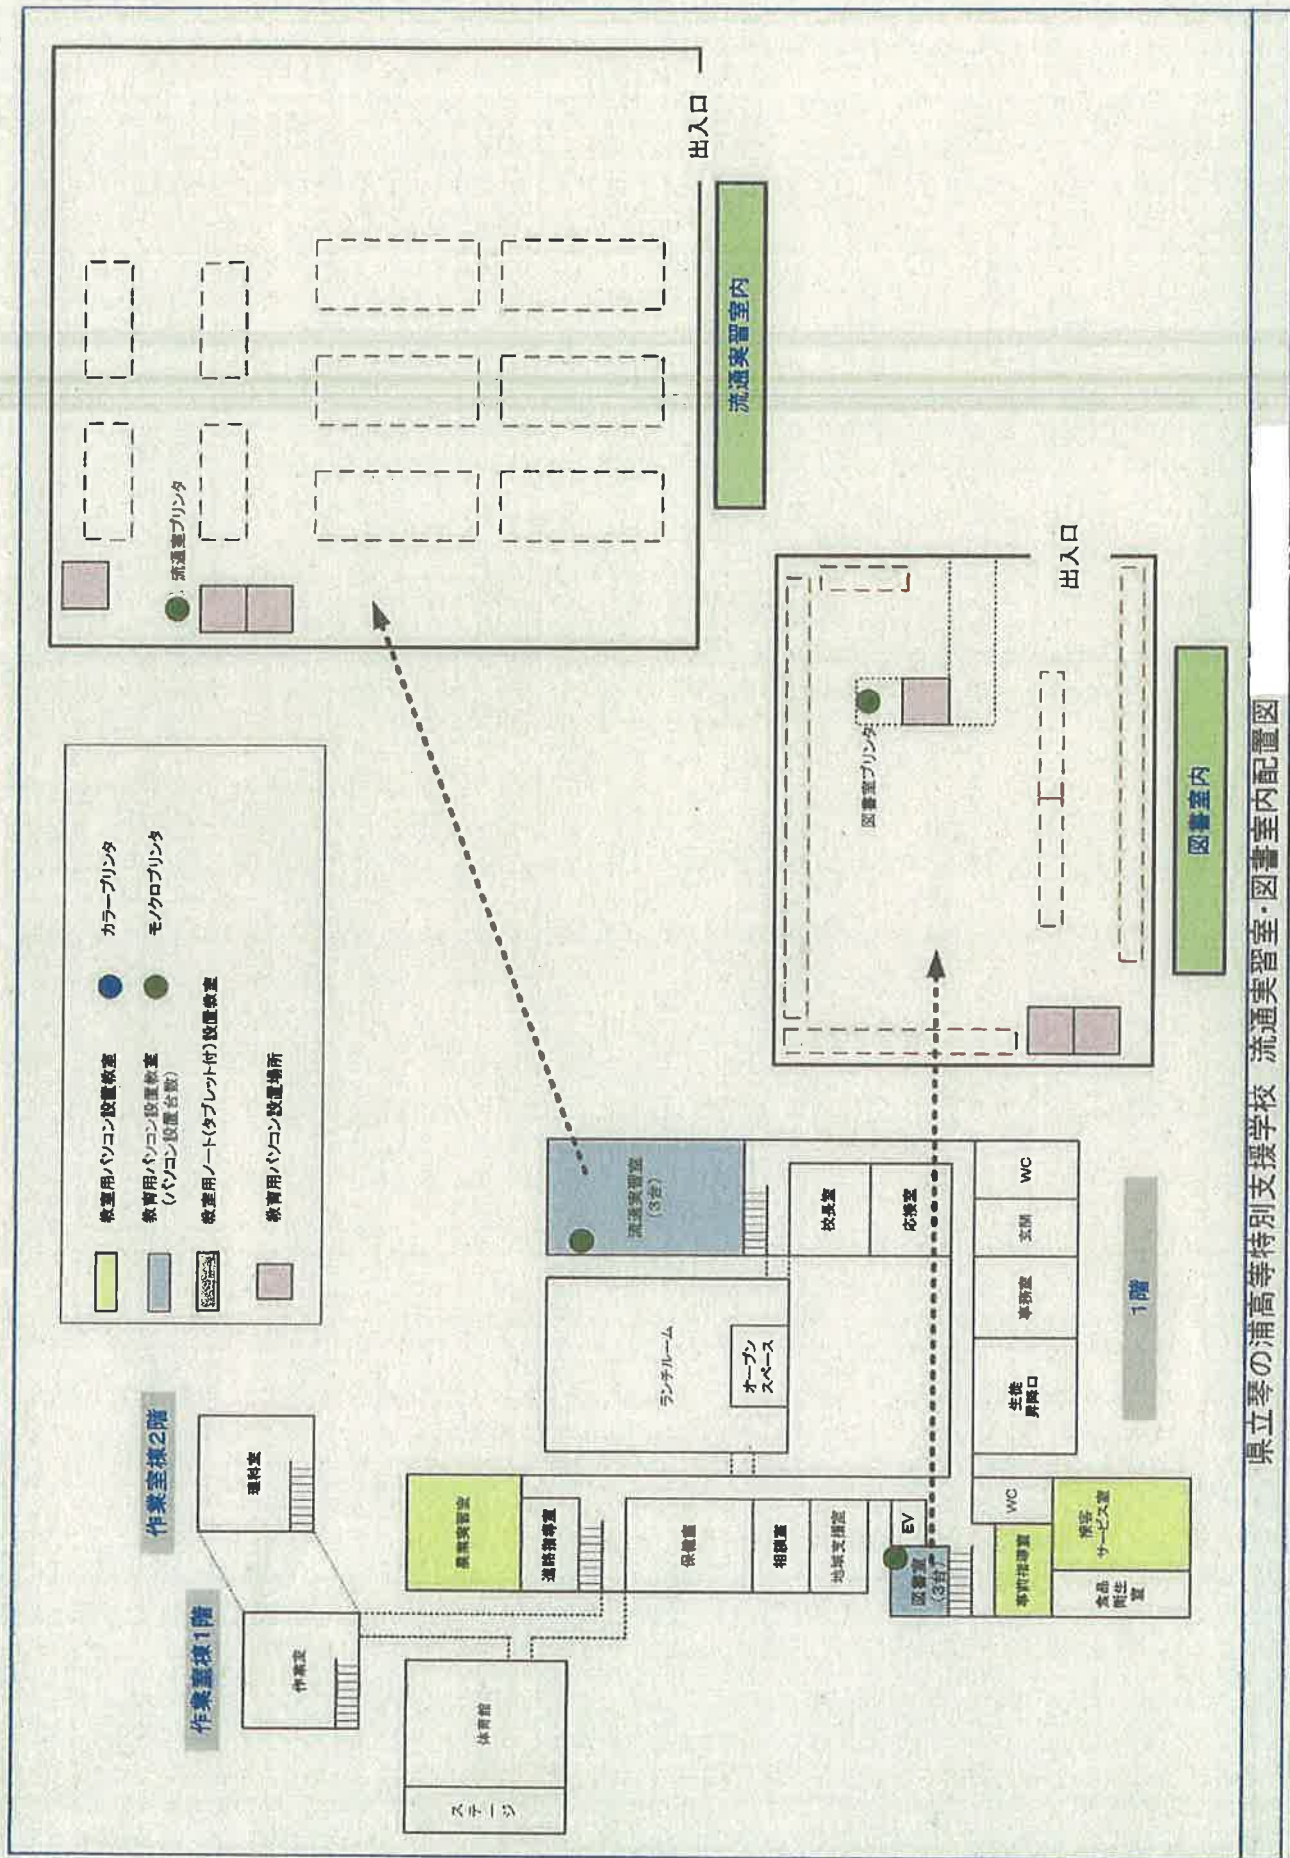 作業室棟2階
作業室棟1階
理科室
作業室
体育館
ステージ
教室用パソコン設置教室
教育用パソコン設置教室
(パソコン設置台数)
教室用ノート(タブレット付)設置教室
教育用パソコン設置場所
カラープリンタ
モノクロプリンタ
農業実習室
進路指導室
保健室
相談室
地域支援室
EV
図書室
(3台)
事前指導室
WC
接客
サービス室
食品
衛生
室
ランチルーム
オープン
スペース
流通実習室
(3台)
校長室
応接室
生徒
昇降口
事務室
玄関
WC
1階
流通室プリンタ
出入口
流通実習室内
図書室プリンタ
出入口
図書室内
県立琴の浦高等特別支援学校 流通実習室・図書室内配置図